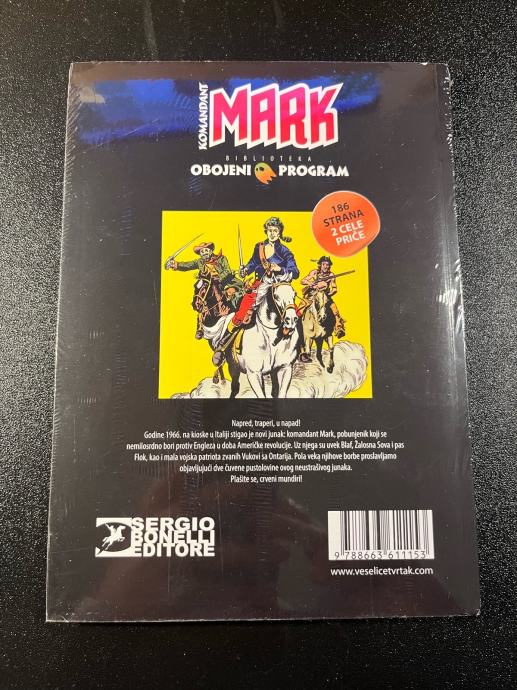 KOMANDANT
MARK
BIBLIOTEKA
OBOJENI PROGRAM
186
STRANA
2 CELE
PRIČE
Napred, traperi, u napad!
Godine 1966. na kioske u Italiji stigao je novi junak: komandant Mark, pobunjenik koji se
nemilosrdno bori protiv Engleza u doba Američke revolucije. Uz njega su uvek Blaf, Žalosna Sova i pas
Flok, kao i mala vojska patriota zvanih Vukovi sa Ontarija. Pola veka njihove borbe proslavljamo
objavljujući dve čuvene pustolovine ovog neustrašivog junaka.
Plašite se, crveni mundiri!
SERGIO
BONELLI
EDITORE
9 788663 611153
www.veselicetvrtak.com